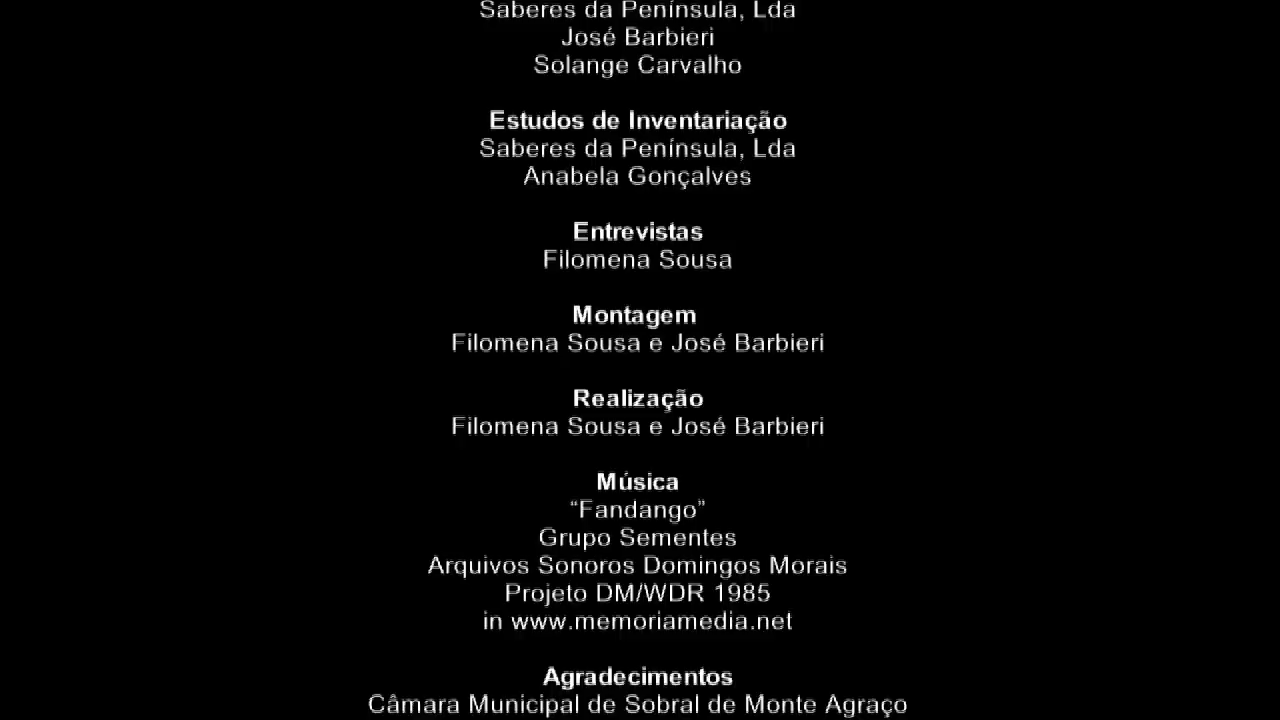 Saberes da Península, Lda
José Barbieri
Solange Carvalho
Estudos de Inventariação
Saberes da Península, Lda
Anabela Gonçalves
Entrevistas
Filomena Sousa
Montagem
Filomena Sousa e José Barbieri
Realização
Filomena Sousa e José Barbieri
Música
“Fandango”
Grupo Sementes
Arquivos Sonoros Domingos Morais
Projeto DM/WDR 1985
in www.memoriamedia.net
Agradecimentos
Câmara Municipal de Sobral de Monte Agraço